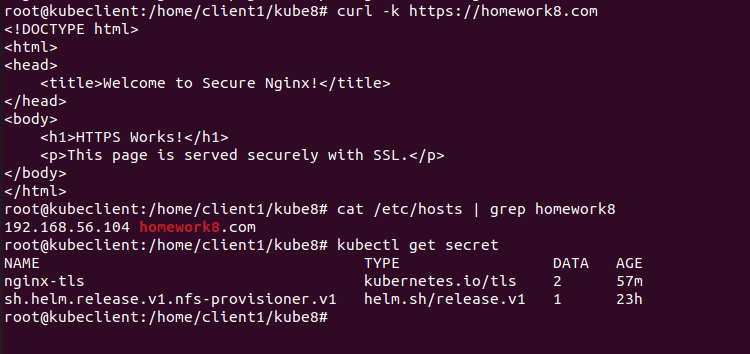 root@kubeclient:/home/client1/kube8# curl -k https://homework8.com
<!DOCTYPE html>
<html>
<head>
    <title>Welcome to Secure Nginx!</title>
</head>
<body>
    <h1>HTTPS Works!</h1>
    <p>This page is served securely with SSL.</p>
</body>
</html>
root@kubeclient:/home/client1/kube8# cat /etc/hosts | grep homework8
192.168.56.104 homework8.com
root@kubeclient:/home/client1/kube8# kubectl get secret
NAME                                    TYPE                 DATA   AGE
nginx-tls                               kubernetes.io/tls    2      57m
sh.helm.release.v1.nfs-provisioner.v1   helm.sh/release.v1   1      23h
root@kubeclient:/home/client1/kube8#